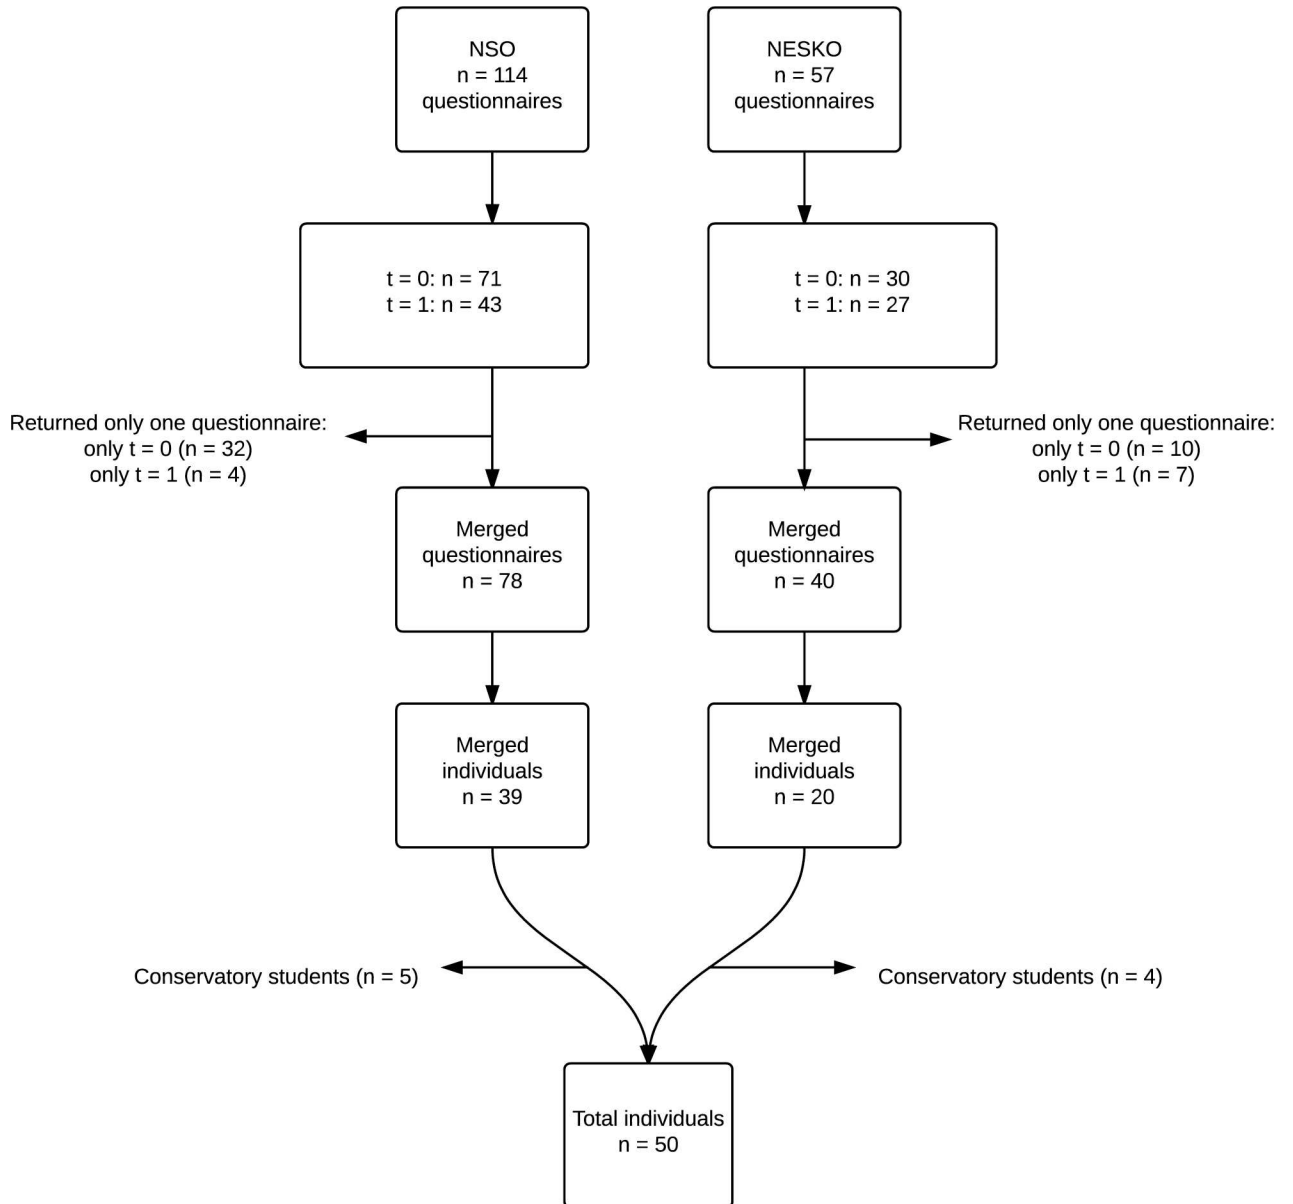 NSO
n = 114
questionnaires
NESKO
n = 57
questionnaires
t = 0: n = 71
t = 1: n = 43
t = 0: n = 30
t = 1: n = 27
Returned only one questionnaire:
only t = 0 (n = 32)
only t = 1 (n = 4)
Returned only one questionnaire:
only t = 0 (n = 10)
only t = 1 (n = 7)
Merged
questionnaires
n = 78
Merged
questionnaires
n = 40
Merged
individuals
n = 39
Merged
individuals
n = 20
Conservatory students (n = 5)
Conservatory students (n = 4)
Total individuals
n = 50